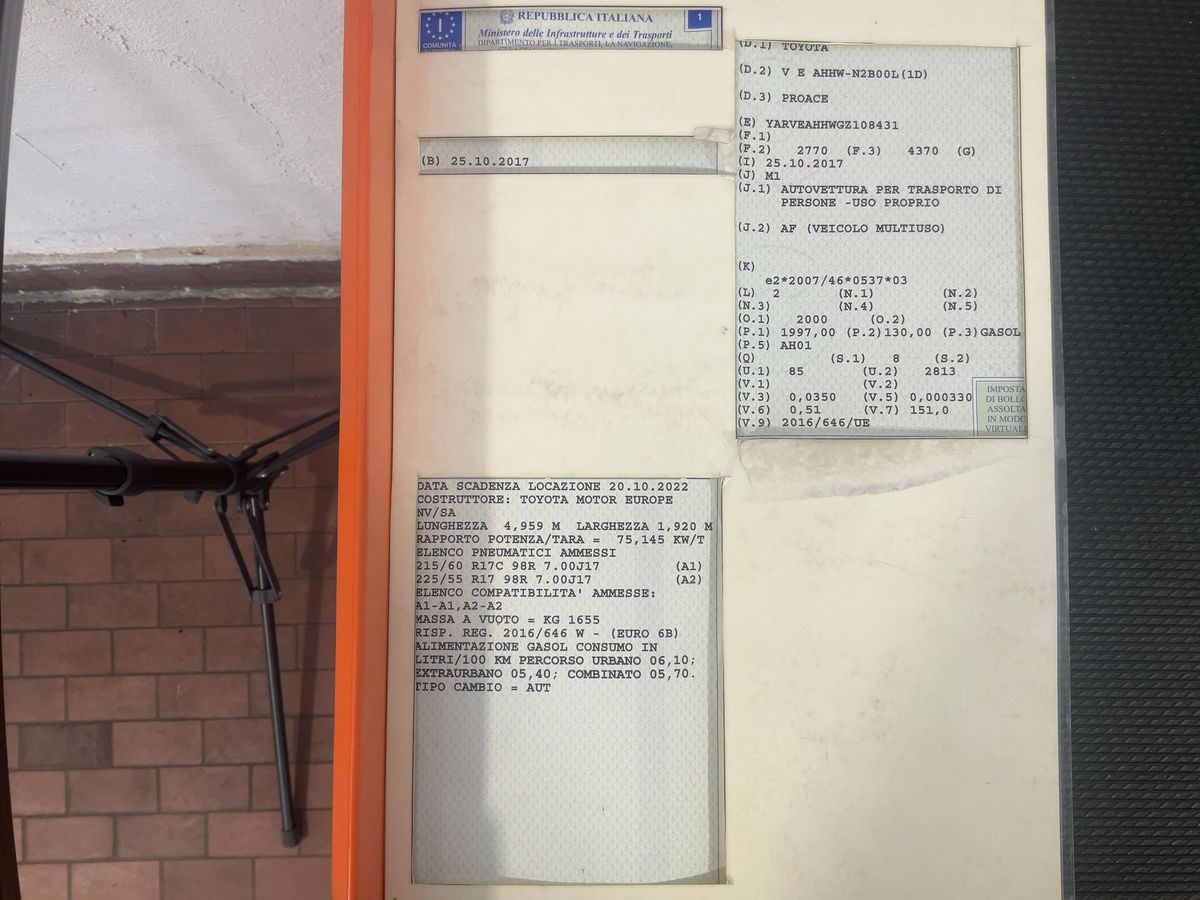 REPUBBLICA ITALIANA
1
I
Ministero delle Infrastrutture e dei Trasporti
COMUNITÀ
DIPARTIMENTO PER I TRASPORTI, LA NAVIGAZIONE,
(B) 25.10.2017
(D.1) TOYOTA
(D.2) V E AHHW-N2B00L(1D)
(D.3) PROACE
(E) YARVEAHHWGZ108431
(F.1)
(F.2) 2770 (F.3) 4370 (G)
(I) 25.10.2017
(J) M1
(J.1) AUTOVETTURA PER TRASPORTO DI
PERSONE -USO PROPRIO
(J.2) AF (VEICOLO MULTIUSO)
(K)
e2*2007/46*0537*03
(L) 2 (N.1) (N.2)
(N.3) (N.4) (N.5)
(O.1) 2000 (O.2)
(P.1) 1997,00 (P.2)130,00 (P.3)GASOL
(P.5) AH01
(Q) (S.1) 8 (S.2)
(U.1) 85 (U.2) 2813
(V.1) (V.2)
(V.3) 0,0350 (V.5) 0,000330
(V.6) 0,51 (V.7) 151,0
(V.9) 2016/646/UE
IMPOSTA
DI BOLLO
ASSOLTA
IN MODO
VIRTUALE
DATA SCADENZA LOCAZIONE 20.10.2022
COSTRUTTORE: TOYOTA MOTOR EUROPE
NV/SA
LUNGHEZZA 4,959 M LARGHEZZA 1,920 M
RAPPORTO POTENZA/TARA = 75,145 KW/T
ELENCO PNEUMATICI AMMESSI
215/60 R17C 98R 7.00J17 (A1)
225/55 R17 98R 7.00J17 (A2)
ELENCO COMPATIBILITA' AMMESSE:
A1-A1,A2-A2
MASSA A VUOTO = KG 1655
RISP. REG. 2016/646 W - (EURO 6B)
ALIMENTAZIONE GASOL CONSUMO IN
LITRI/100 KM PERCORSO URBANO 06,10;
EXTRAURBANO 05,40; COMBINATO 05,70.
TIPO CAMBIO = AUT